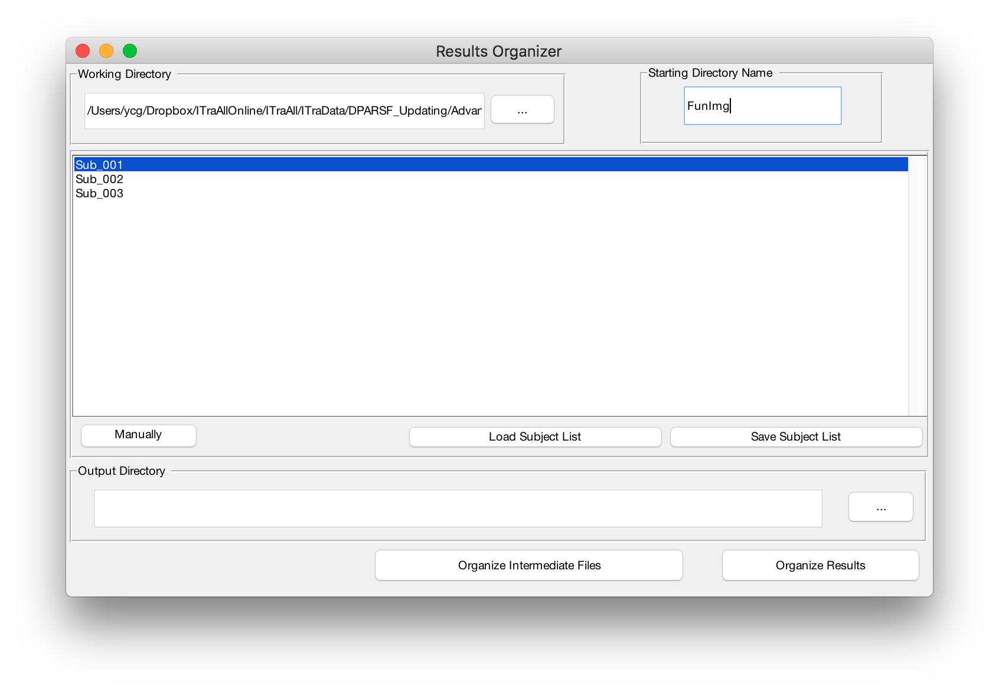 Results Organizer
Working Directory
/Users/ycg/Dropbox/ITraAllOnline/ITraAll/ITraData/DPARSF_Updating/Advar
...
Starting Directory Name
FunImg
Sub_001
Sub_002
Sub_003
Manually
Load Subject List
Save Subject List
Output Directory
...
Organize Intermediate Files
Organize Results